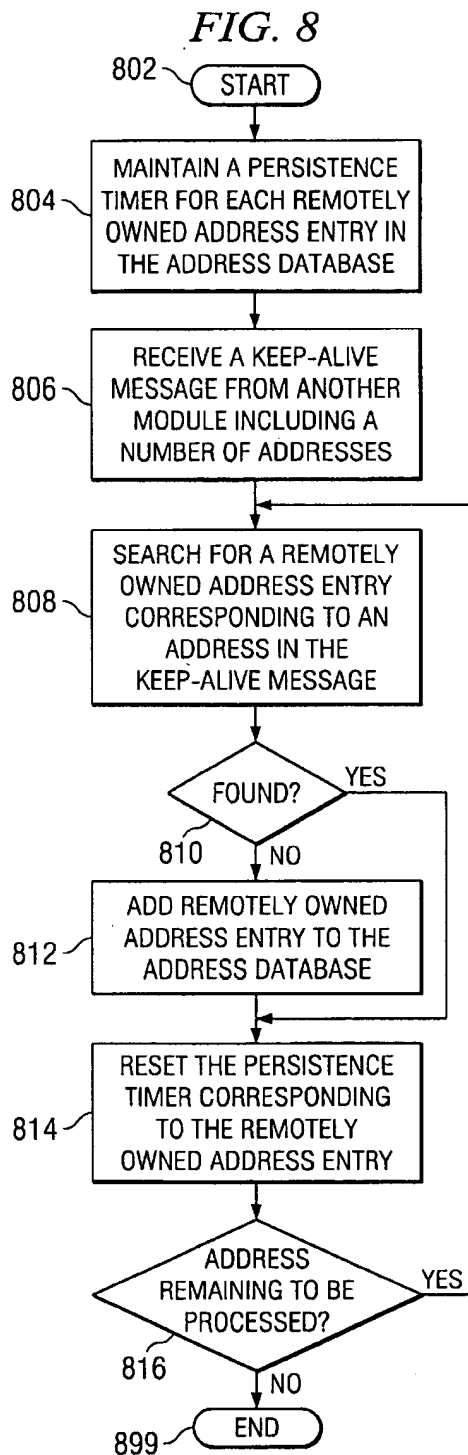 FIG. 8
802
START
804
MAINTAIN A PERSISTENCE
TIMER FOR EACH REMOTELY
OWNED ADDRESS ENTRY IN
THE ADDRESS DATABASE
806
RECEIVE A KEEP-ALIVE
MESSAGE FROM ANOTHER
MODULE INCLUDING A
NUMBER OF ADDRESSES
808
SEARCH FOR A REMOTELY
OWNED ADDRESS ENTRY
CORRESPONDING TO AN
ADDRESS IN THE
KEEP-ALIVE MESSAGE
FOUND?
YES
810
NO
812
ADD REMOTELY OWNED
ADDRESS ENTRY TO THE
ADDRESS DATABASE
814
RESET THE PERSISTENCE
TIMER CORRESPONDING
TO THE REMOTELY
OWNED ADDRESS ENTRY
ADDRESS
REMAINING TO BE
PROCESSED?
YES
816
NO
899
END